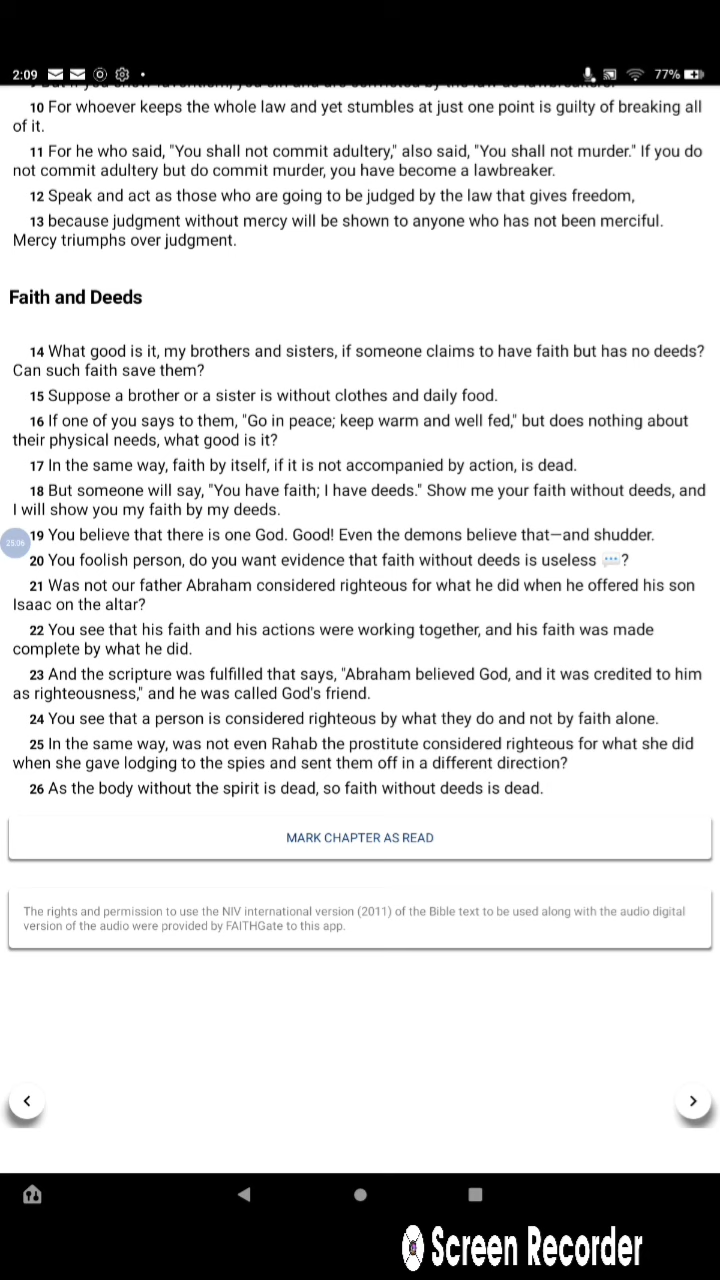 2:09
77%
10 For whoever keeps the whole law and yet stumbles at just one point is guilty of breaking all
of it.
11 For he who said, "You shall not commit adultery," also said, "You shall not murder." If you do
not commit adultery but do commit murder, you have become a lawbreaker.
12 Speak and act as those who are going to be judged by the law that gives freedom,
13 because judgment without mercy will be shown to anyone who has not been merciful.
Mercy triumphs over judgment.
Faith and Deeds
14 What good is it, my brothers and sisters, if someone claims to have faith but has no deeds?
Can such faith save them?
15 Suppose a brother or a sister is without clothes and daily food.
16 If one of you says to them, "Go in peace; keep warm and well fed," but does nothing about
their physical needs, what good is it?
17 In the same way, faith by itself, if it is not accompanied by action, is dead.
18 But someone will say, "You have faith; I have deeds." Show me your faith without deeds, and
I will show you my faith by my deeds.
19 You believe that there is one God. Good! Even the demons believe that—and shudder.
20 You foolish person, do you want evidence that faith without deeds is useless ?
21 Was not our father Abraham considered righteous for what he did when he offered his son
Isaac on the altar?
22 You see that his faith and his actions were working together, and his faith was made
complete by what he did.
23 And the scripture was fulfilled that says, "Abraham believed God, and it was credited to him
as righteousness," and he was called God's friend.
24 You see that a person is considered righteous by what they do and not by faith alone.
25 In the same way, was not even Rahab the prostitute considered righteous for what she did
when she gave lodging to the spies and sent them off in a different direction?
26 As the body without the spirit is dead, so faith without deeds is dead.
MARK CHAPTER AS READ
The rights and permission to use the NIV international version (2011) of the Bible text to be used along with the audio digital
version of the audio were provided by FAITHGate to this app.
Screen Recorder